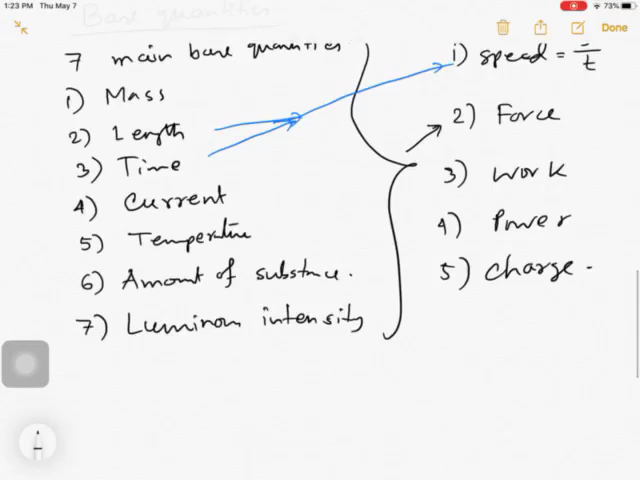 1:23 PM Thu May 7
73%
Done
Base quantities
7 main base quantities
1) Mass
2) Length
3) Time
4) Current
5) Temperature
6) Amount of substance.
7) Luminous intensity
1) speed = — / t
2) Force
3) Work
4) Power
5) Charge.